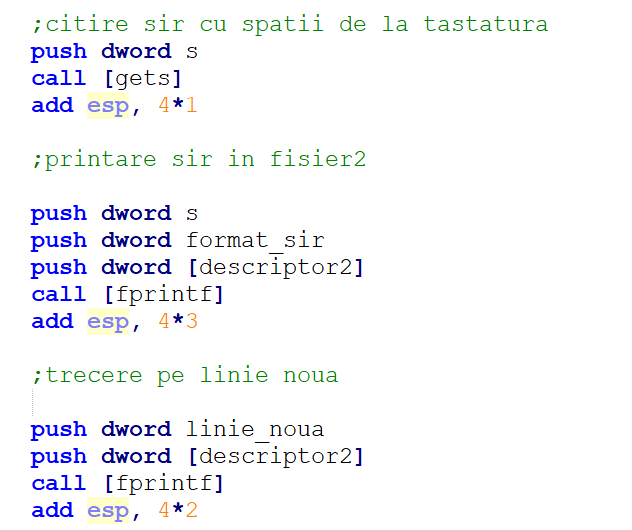 ;citire sir cu spatii de la tastatura
push dword s
call [gets]
add esp, 4*1
;printare sir in fisier2
push dword s
push dword format_sir
push dword [descriptor2]
call [fprintf]
add esp, 4*3
;trecere pe linie noua
push dword linie_noua
push dword [descriptor2]
call [fprintf]
add esp, 4*2